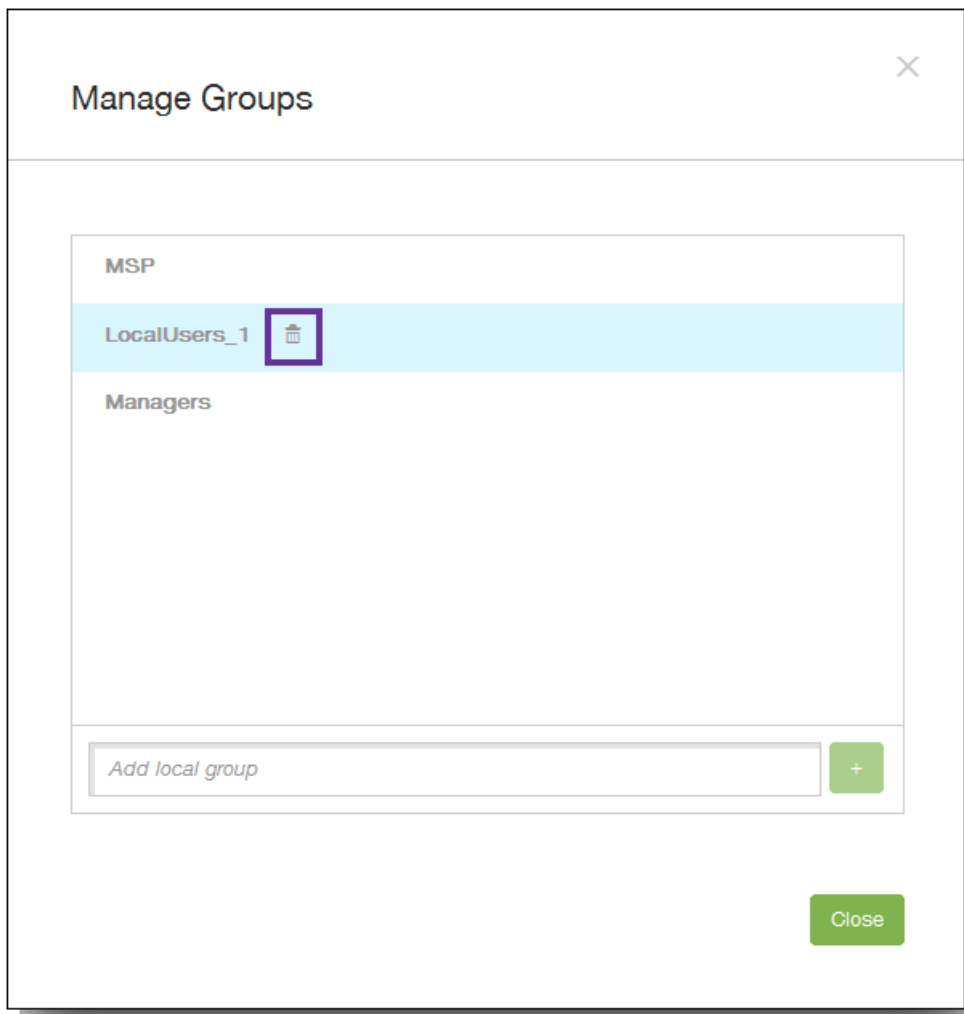 Manage Groups
MSP
LocalUsers_1
Managers
Add local group
+
Close